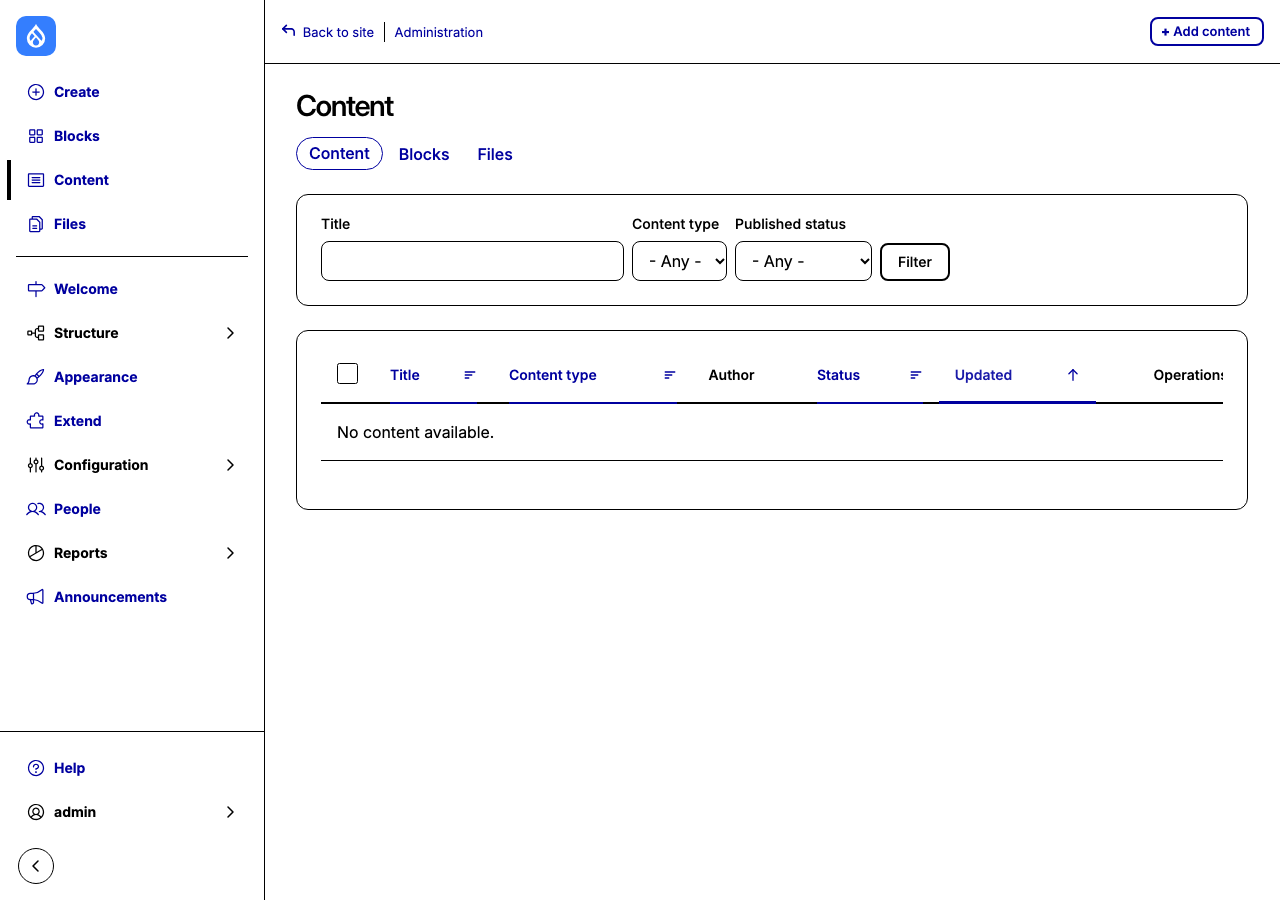 Create
Blocks
Content
Files
Welcome
Structure
Appearance
Extend
Configuration
People
Reports
Announcements
Help
admin
Back to site
Administration
+ Add content
Content
Content Blocks Files
Title Content type Published status
- Any - - Any - Filter
Title Content type Author Status Updated Operations
No content available.